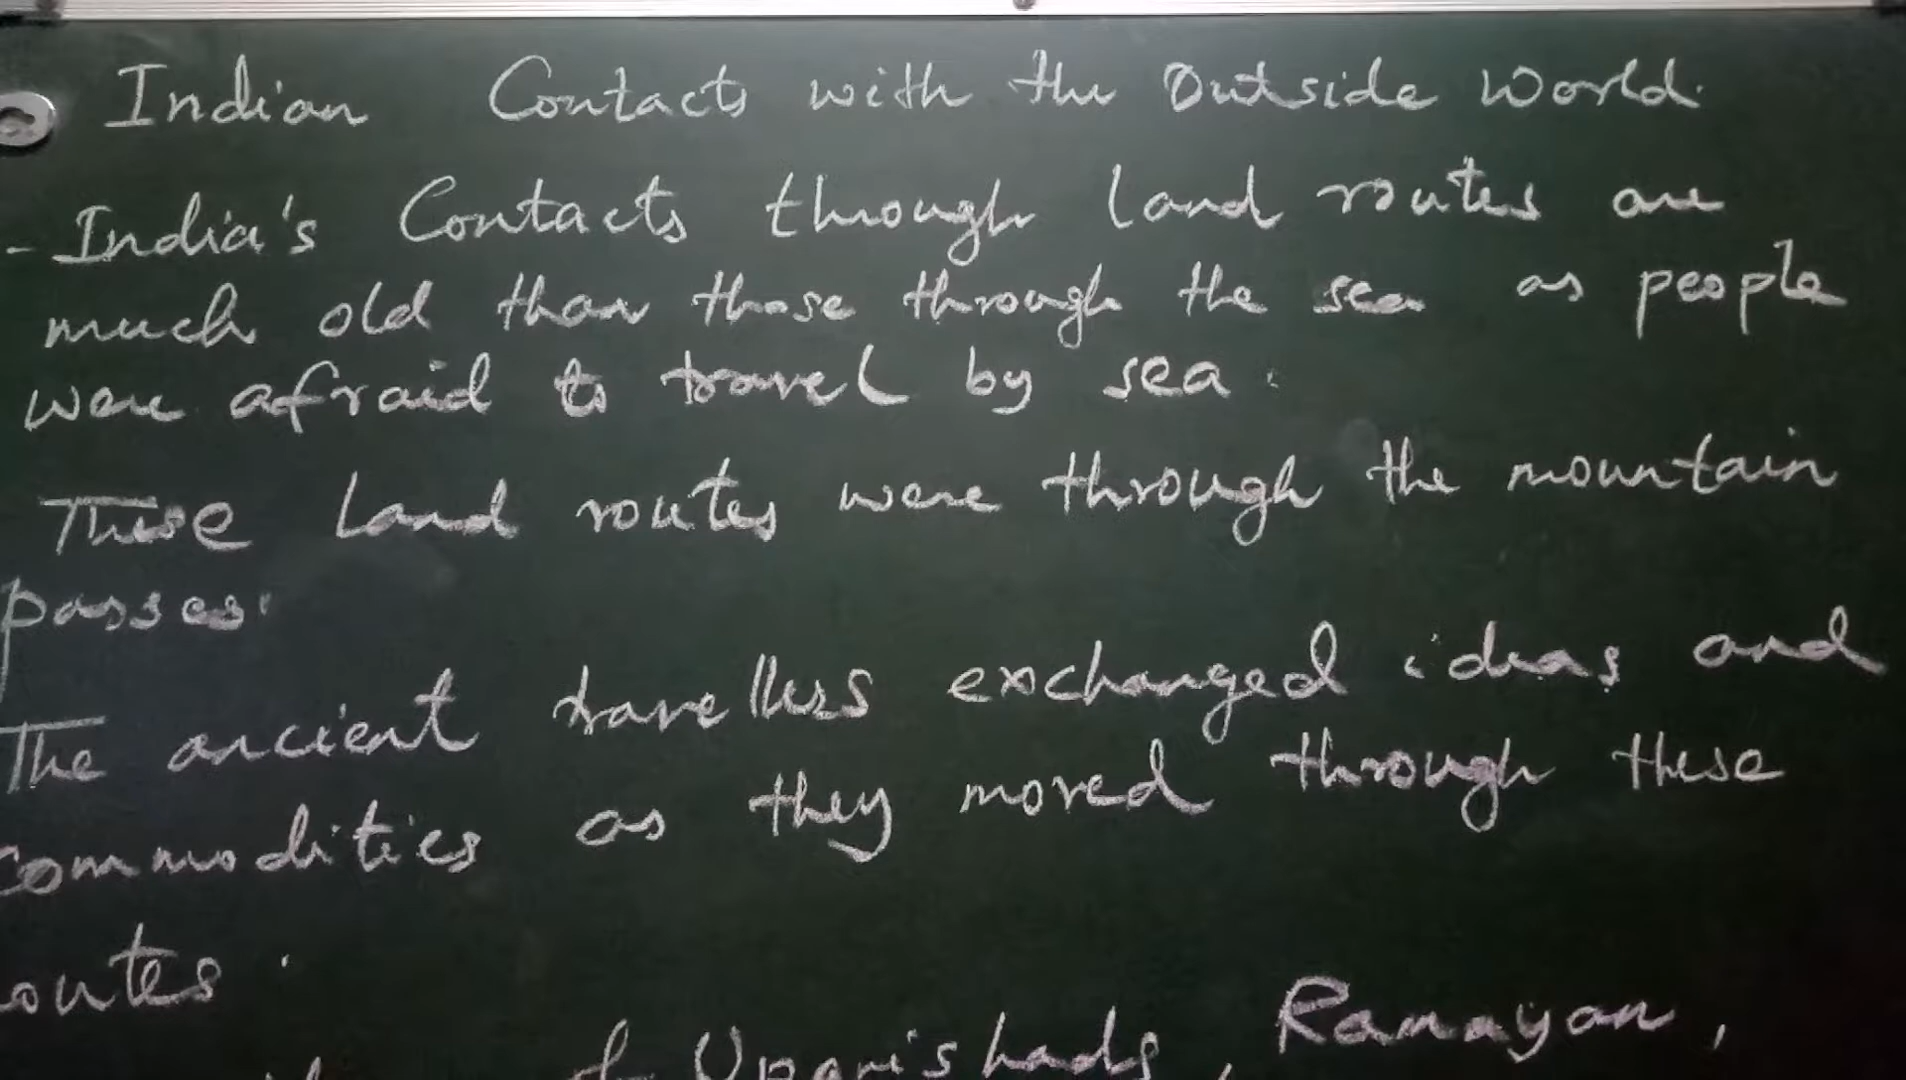 Indian Contacts with the Outside World.
- India's Contacts through land routes are
much old than those through the sea as people
were afraid to travel by sea.
These land routes were through the mountain
passes.
The ancient travellers exchanged ideas and
commodities as they moved through these
outes.
of Upanishads, Ramayan,